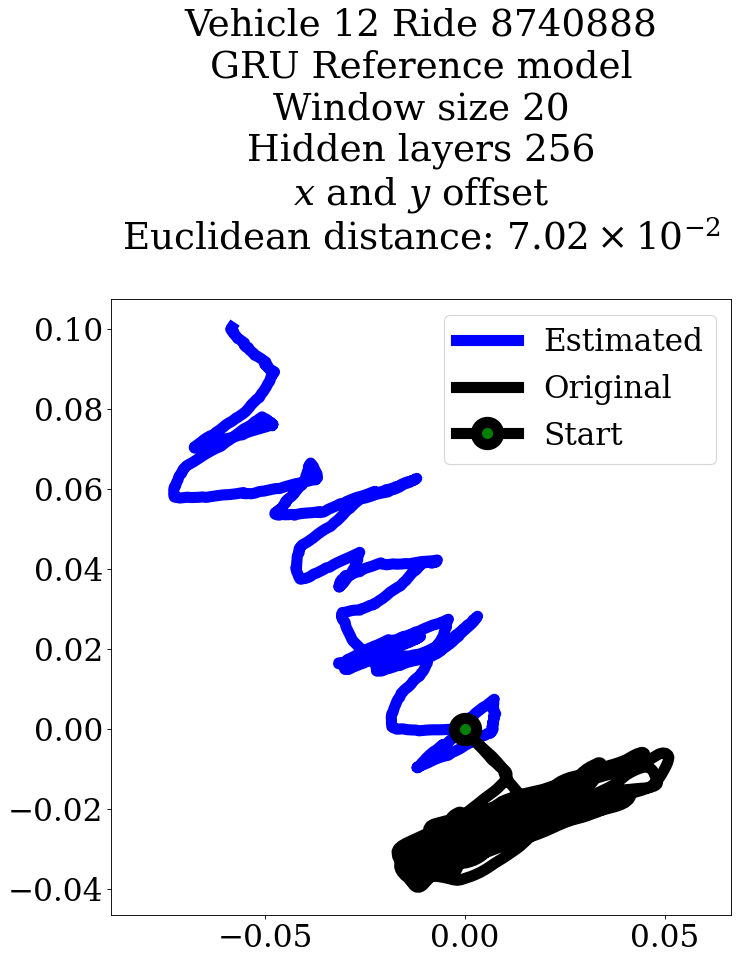 Vehicle 12 Ride 8740888
GRU Reference model
Window size 20
Hidden layers 256
x and y offset
Euclidean distance: 7.02 × 10⁻²
Estimated
Original
Start
0.10
0.08
0.06
0.04
0.02
0.00
−0.02
−0.04
−0.05 0.00 0.05